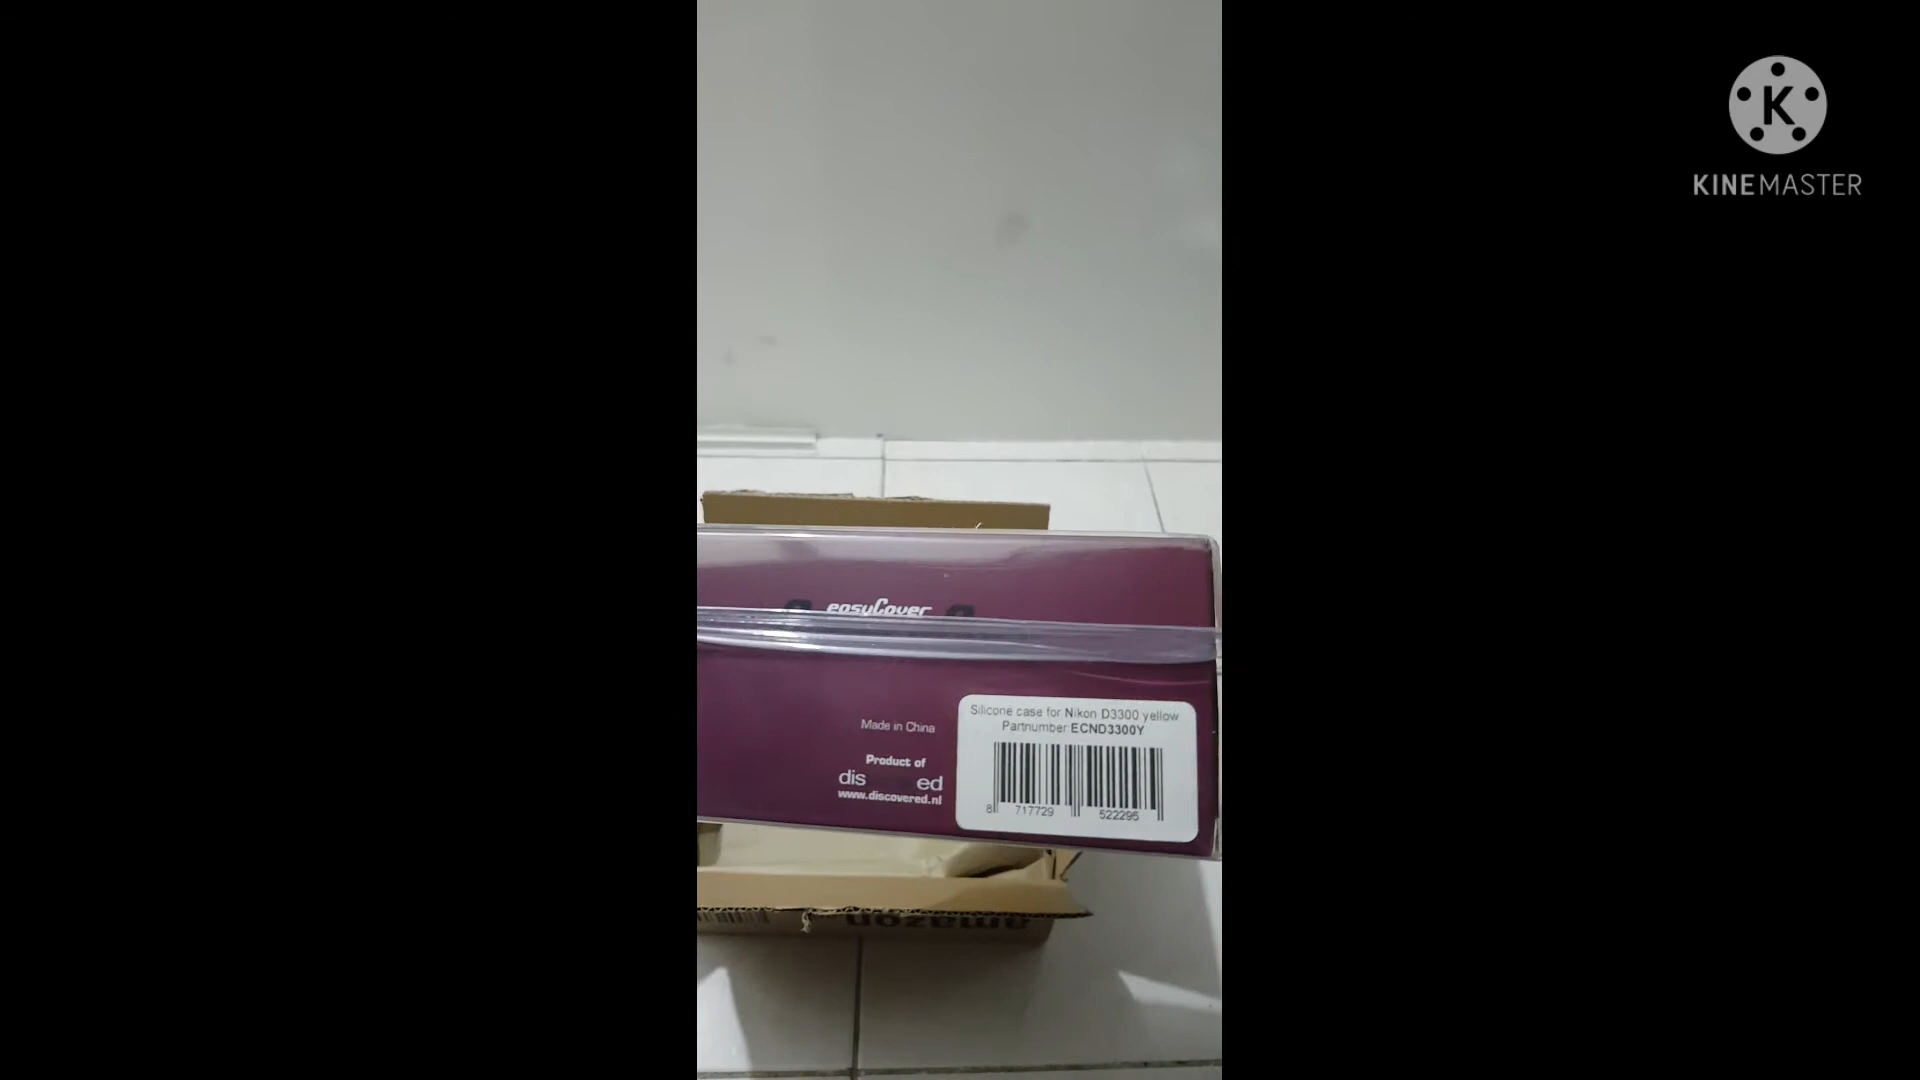 KINEMASTER
easyCover
Silicone case for Nikon D3300 yellow
Partnumber ECND3300Y
Made in China
Product of
dis ed
www.discovered.nl
8 717729 522295
amazon